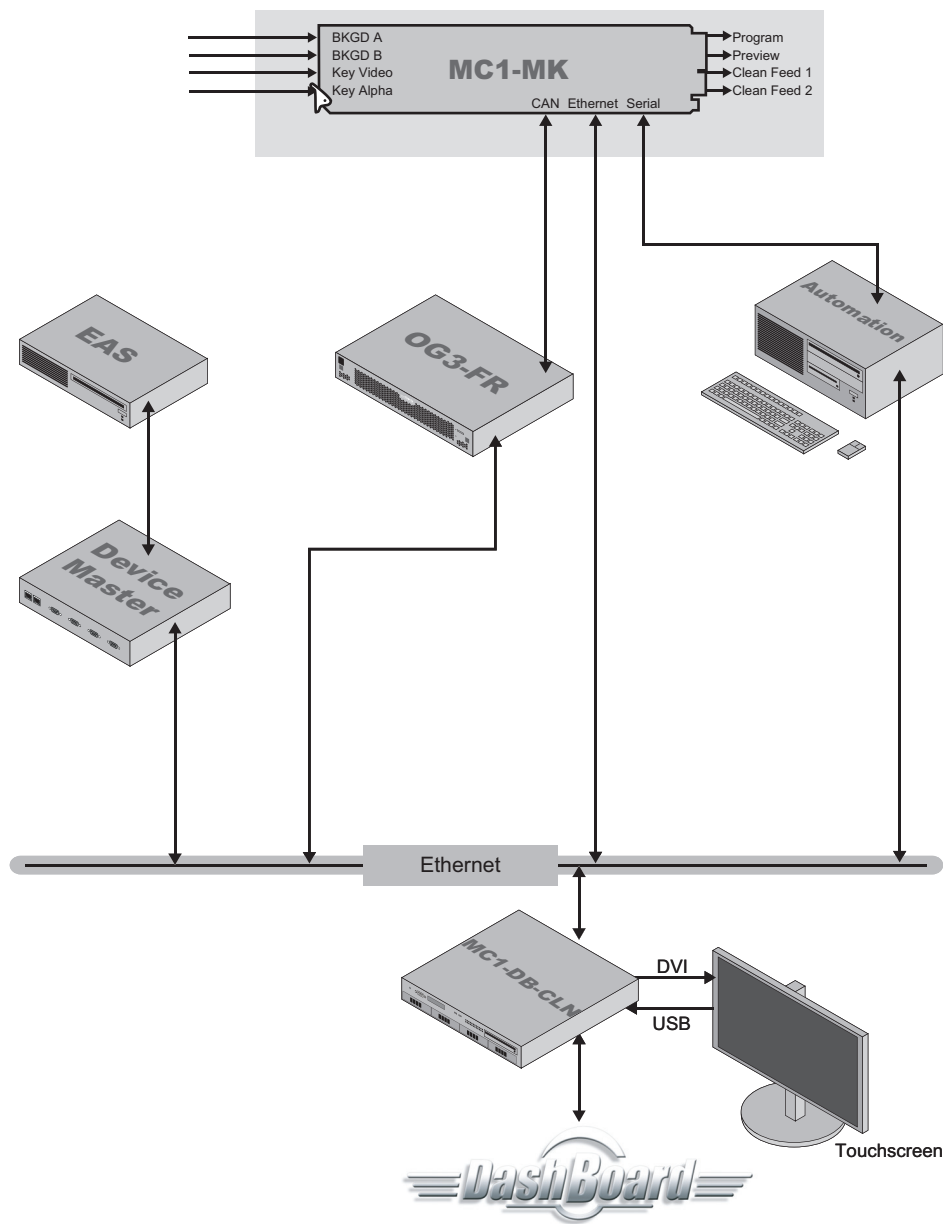 BKGD A
BKGD B
Key Video
Key Alpha
MC1-MK
CAN Ethernet Serial
Program
Preview
Clean Feed 1
Clean Feed 2
EAS
OG3-FR
Automation
Device
Master
Ethernet
MC1-DB-CLN
DVI
USB
Touchscreen
DashBoard